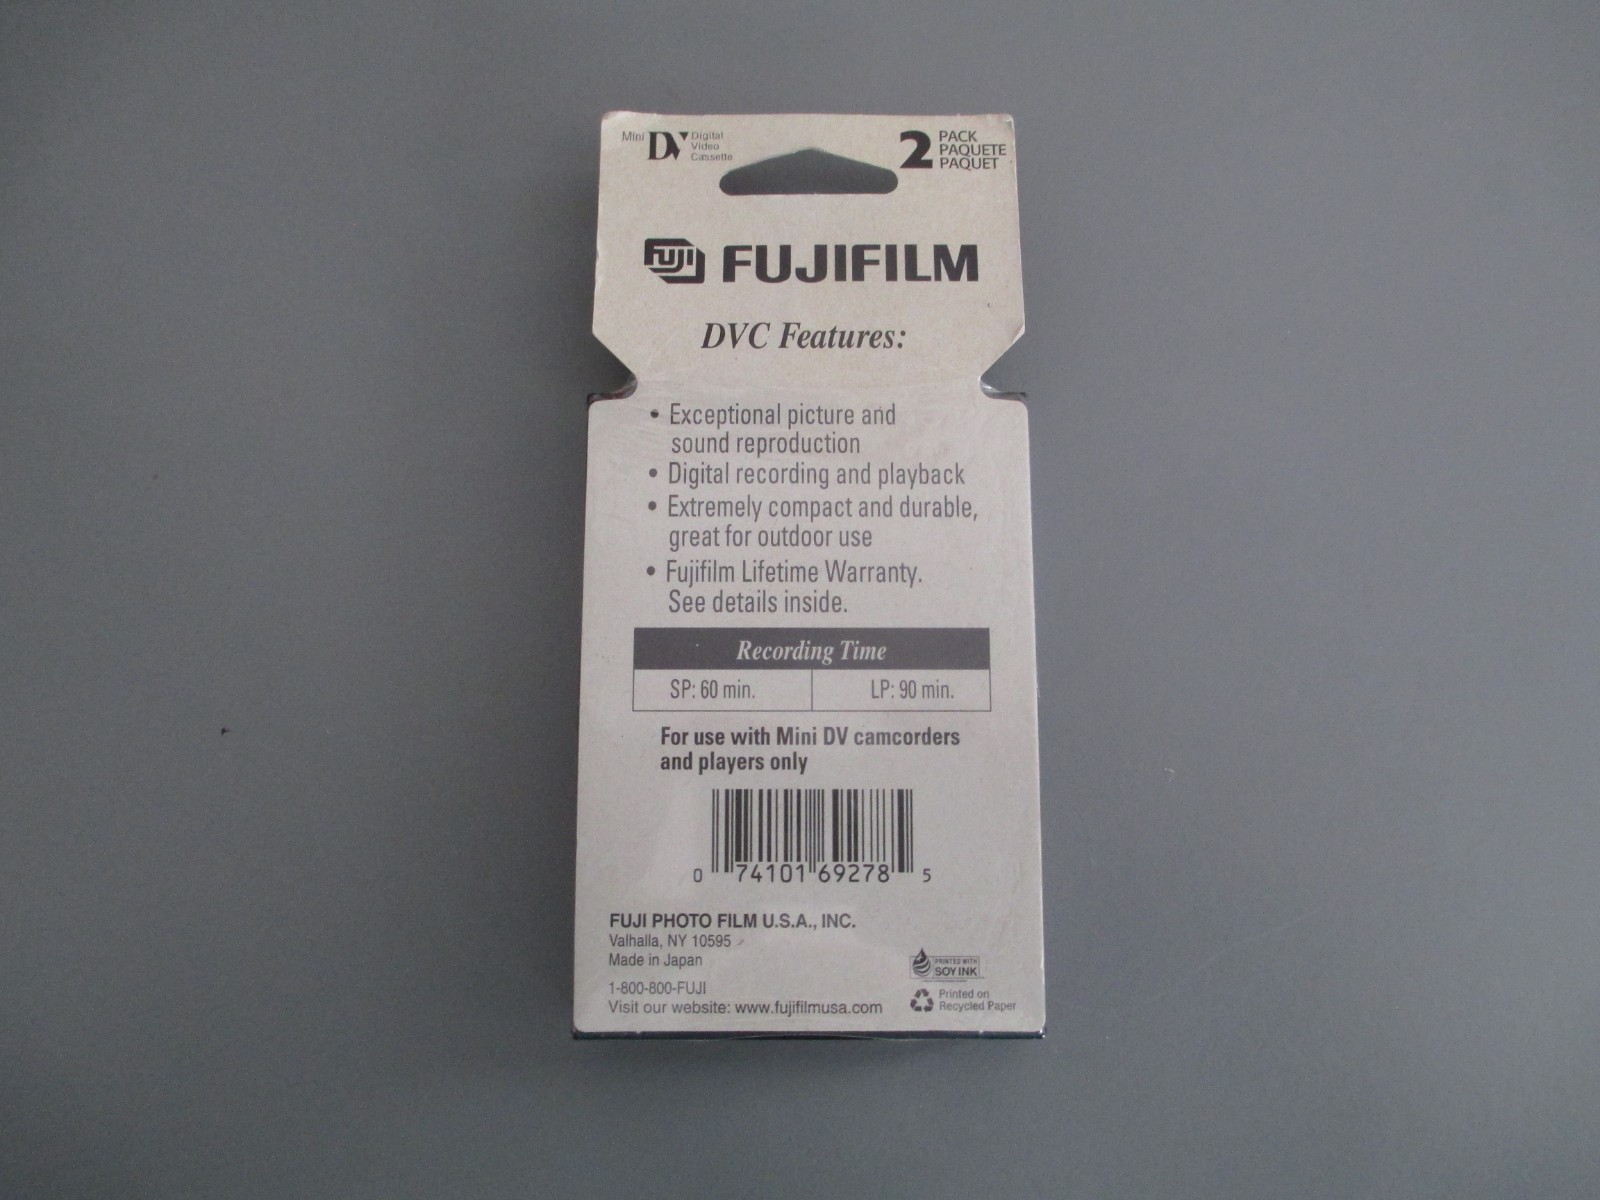 Mini DV Digital
Video
Cassette
2 PACK
PAQUETE
PAQUET
FUJI FUJIFILM
DVC Features:
• Exceptional picture and
sound reproduction
• Digital recording and playback
• Extremely compact and durable,
great for outdoor use
• Fujifilm Lifetime Warranty.
See details inside.
Recording Time
SP: 60 min. LP: 90 min.
For use with Mini DV camcorders
and players only
0 74101 69278 5
FUJI PHOTO FILM U.S.A., INC.
Valhalla, NY 10595
Made in Japan
1-800-800-FUJI
Visit our website: www.fujifilmusa.com
PRINTED WITH
SOY INK
Printed on
Recycled Paper